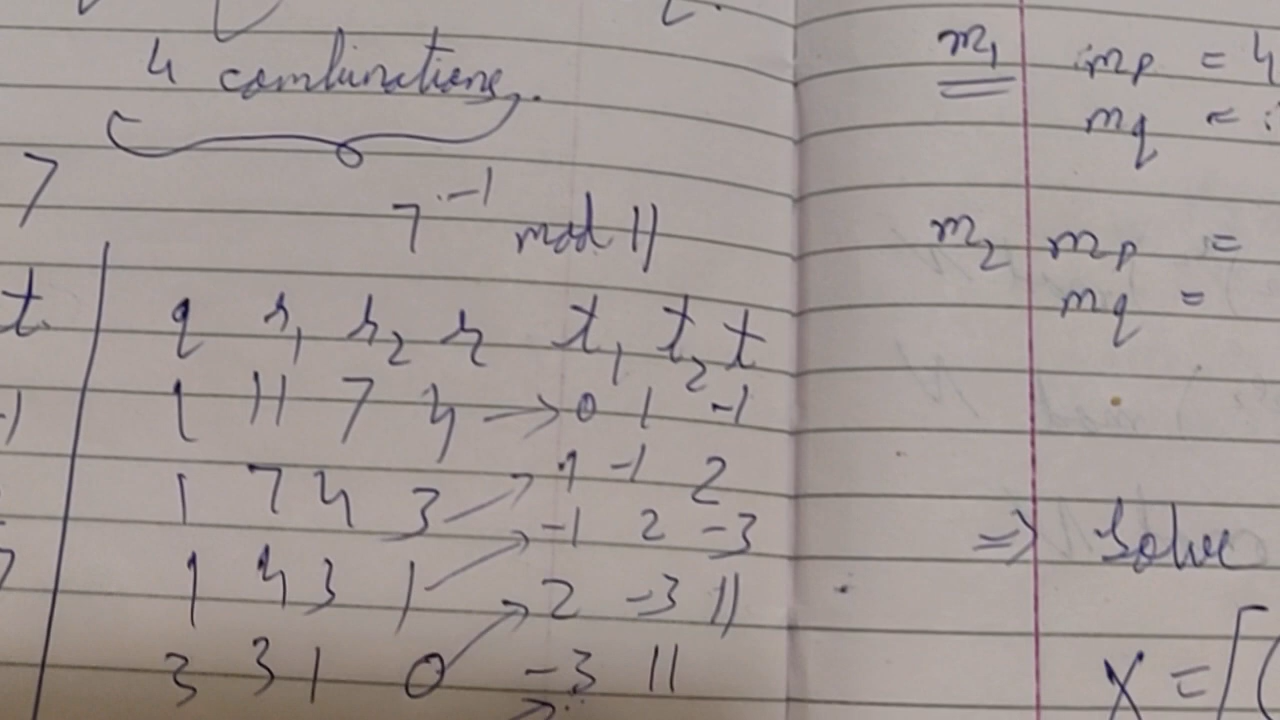 4 combinations.
7
7⁻¹ mod 11
t q r₁ r₂ r t₁ t₂ t
-1 1 11 7 4 → 0 1 -1
1 7 4 3 → 1 -1 2
1 4 3 1 → -1 2 -3
3 3 1 0 → 2 -3 11
-3 11
m₁ mp = 4
mq =
m₂ mp =
mq =
⇒ Solve
X =